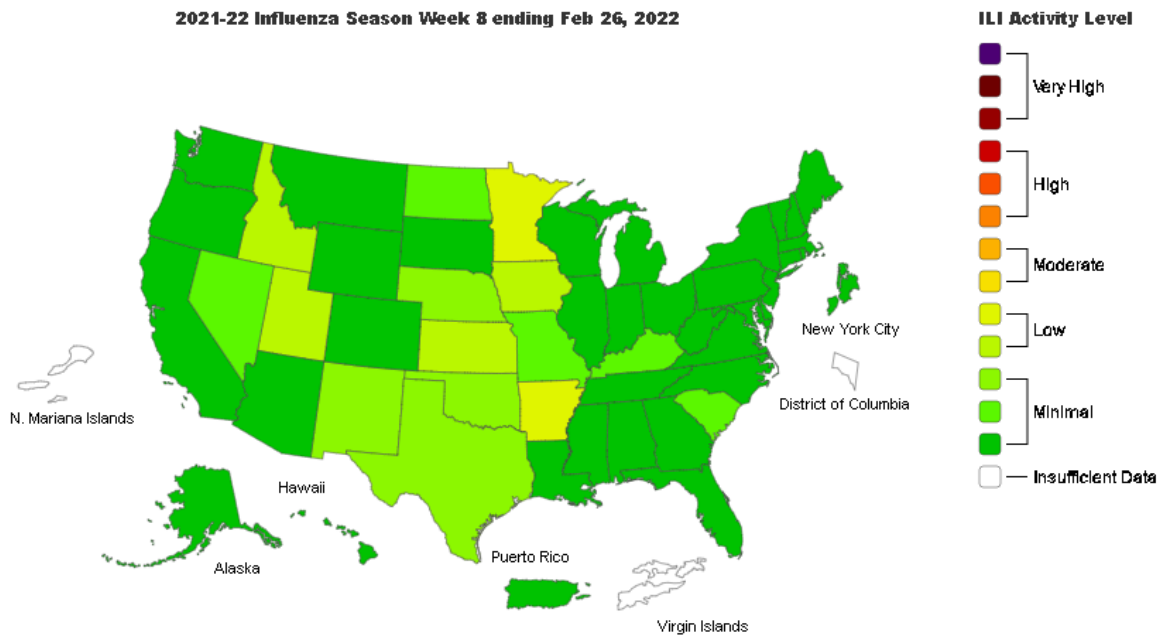 2021-22 Influenza Season Week 8 ending Feb 26, 2022
ILI Activity Level
Very High
High
Moderate
Low
Minimal
Insufficient Data
New York City
District of Columbia
N. Mariana Islands
Hawaii
Alaska
Puerto Rico
Virgin Islands